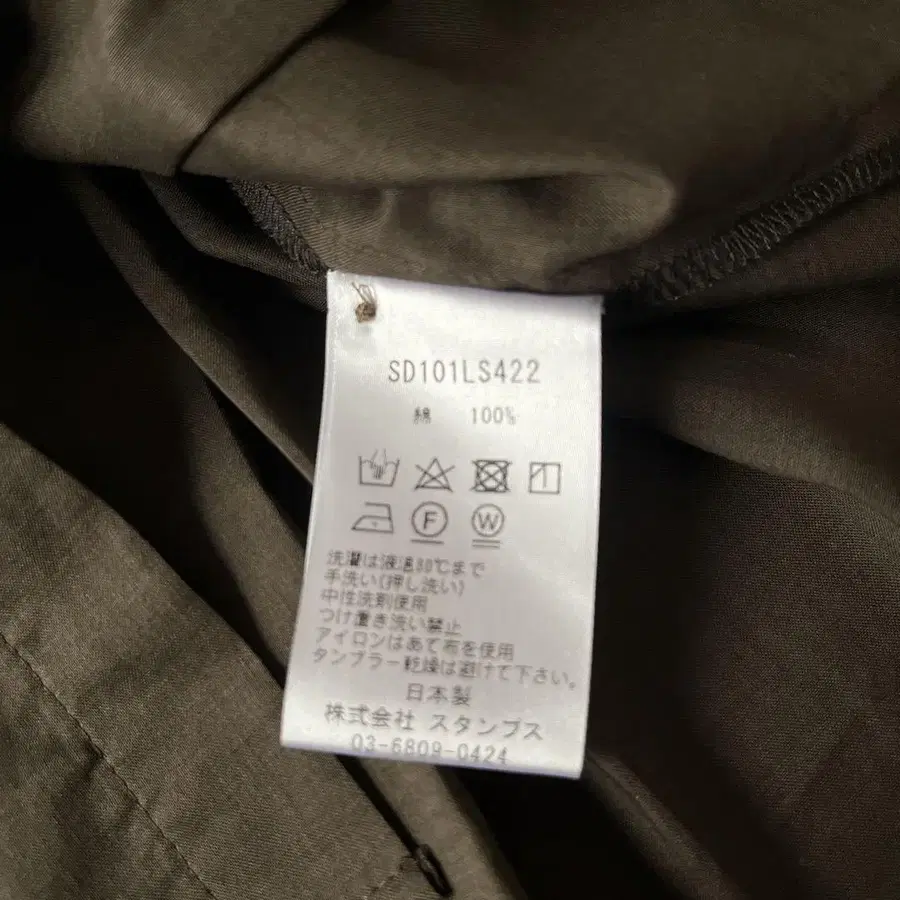 SD101LS422
綿 100%
F W
洗濯は液温30℃まで
手洗い(押し洗い)
中性洗剤使用
つけ置き洗い禁止
アイロンはあて布を使用
タンブラー乾燥は避けて下さい。
日本製
株式会社 スタンプス
03-6809-0424